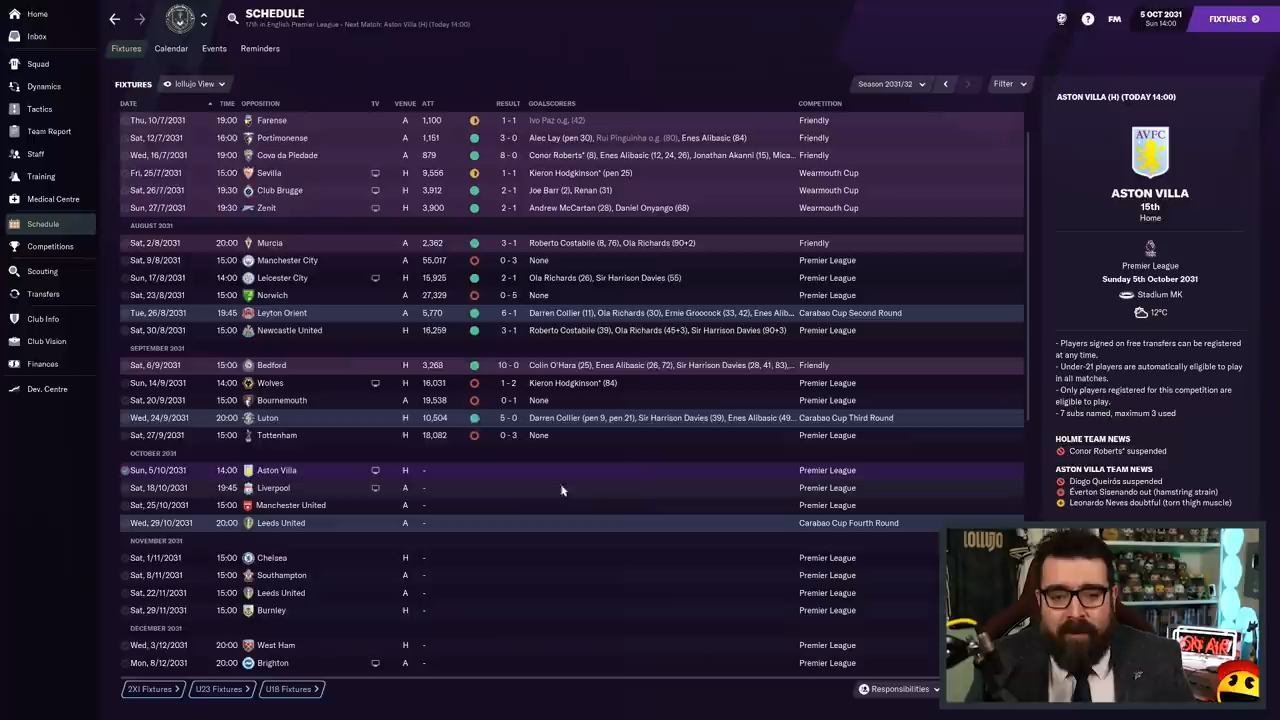 Home
Inbox
Squad
Dynamics
Tactics
Team Report
Staff
Training
Medical Centre
Schedule
Competitions
Scouting
Transfers
Club Info
Club Vision
Finances
Dev. Centre
SCHEDULE
17th in English Premier League - Next Match: Aston Villa (H) (Today 14:00)
? FM 5 OCT 2031 Sun 14:00 FIXTURES
Fixtures Calendar Events Reminders
FIXTURES lollujo View Season 2031/32 Filter
DATE TIME OPPOSITION TV VENUE ATT RESULT GOALSCORERS COMPETITION
Thu, 10/7/2031 19:00 Farense A 1,100 1-1 Ivo Paz o.g. (42) Friendly
Sat, 12/7/2031 16:00 Portimonense A 1,151 3-0 Alec Lay (pen 30), Rui Pinguinha o.g. (80), Enes Alibasic (84) Friendly
Wed, 16/7/2031 19:00 Cova da Piedade A 879 8-0 Conor Roberts* (8), Enes Alibasic (12, 24, 26), Jonathan Akanni (15), Mica... Friendly
Fri, 25/7/2031 15:00 Sevilla H 9,556 1-1 Kieron Hodgkinson* (pen 25) Wearmouth Cup
Sat, 26/7/2031 19:30 Club Brugge H 3,912 2-1 Joe Barr (2), Renan (31) Wearmouth Cup
Sun, 27/7/2031 19:30 Zenit H 3,900 2-1 Andrew McCartan (28), Daniel Onyango (68) Wearmouth Cup
AUGUST 2031
Sat, 2/8/2031 20:00 Murcia A 2,362 3-1 Roberto Costabile (8, 76), Ola Richards (90+2) Friendly
Sat, 9/8/2031 15:00 Manchester City A 55,017 0-3 None Premier League
Sun, 17/8/2031 14:00 Leicester City H 15,925 2-1 Ola Richards (26), Sir Harrison Davies (55) Premier League
Sat, 23/8/2031 15:00 Norwich A 27,329 0-5 None Premier League
Tue, 26/8/2031 19:45 Leyton Orient A 5,770 6-1 Darren Collier (11), Ola Richards (30), Ernie Groocock (33, 42), Enes Alib... Carabao Cup Second Round
Sat, 30/8/2031 15:00 Newcastle United H 16,259 3-1 Roberto Costabile (39), Ola Richards (45+3), Sir Harrison Davies (90+3) Premier League
SEPTEMBER 2031
Sat, 6/9/2031 15:00 Bedford H 3,268 10-0 Colin O'Hara (25), Enes Alibasic (26, 72), Sir Harrison Davies (28, 41, 83),... Friendly
Sun, 14/9/2031 14:00 Wolves H 16,031 1-2 Kieron Hodgkinson* (84) Premier League
Sat, 20/9/2031 15:00 Bournemouth A 19,538 0-1 None Premier League
Wed, 24/9/2031 20:00 Luton H 10,504 5-0 Darren Collier (pen 9, pen 21), Sir Harrison Davies (39), Enes Alibasic (49... Carabao Cup Third Round
Sat, 27/9/2031 15:00 Tottenham H 18,082 0-3 None Premier League
OCTOBER 2031
Sun, 5/10/2031 14:00 Aston Villa H - Premier League
Sat, 18/10/2031 19:45 Liverpool A - Premier League
Sat, 25/10/2031 15:00 Manchester United A - Premier League
Wed, 29/10/2031 20:00 Leeds United A - Carabao Cup Fourth Round
NOVEMBER 2031
Sat, 1/11/2031 15:00 Chelsea H - Premier League
Sat, 8/11/2031 15:00 Southampton A - Premier League
Sat, 22/11/2031 15:00 Leeds United A - Premier League
Sat, 29/11/2031 15:00 Burnley H - Premier League
DECEMBER 2031
Wed, 3/12/2031 20:00 West Ham H - Premier League
Mon, 8/12/2031 20:00 Brighton A - Premier League
2XI Fixtures U23 Fixtures U18 Fixtures Responsibilities
ASTON VILLA (H) (TODAY 14:00)
AVFC
ASTON VILLA
15th
Home
Premier League
Sunday 5th October 2031
Stadium MK
12°C
- Players signed on free transfers can be registered
at any time.
- Under-21 players are automatically eligible to play
in all matches.
- Only players registered for this competition are
eligible to play.
- 7 subs named, maximum 3 used
HOLME TEAM NEWS
Conor Roberts* suspended
ASTON VILLA TEAM NEWS
Diogo Queirós suspended
Éverton Sisenando out (hamstring strain)
Leonardo Neves doubtful (torn thigh muscle)
lollujo
ON AIR